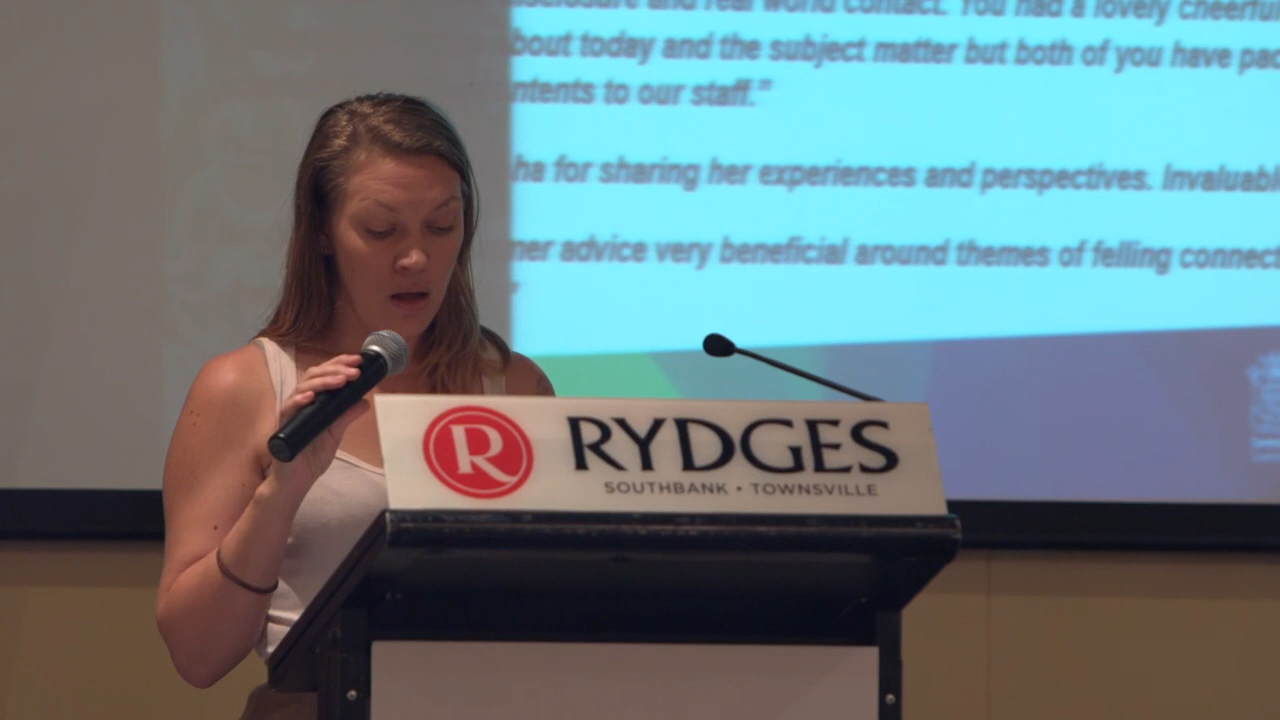 closure and real world contact. You had a lovely cheerfu
bout today and the subject matter but both of you have pac
ntents to our staff."
ha for sharing her experiences and perspectives. Invaluabl
ner advice very beneficial around themes of felling connect
R RYDGES
SOUTHBANK • TOWNSVILLE